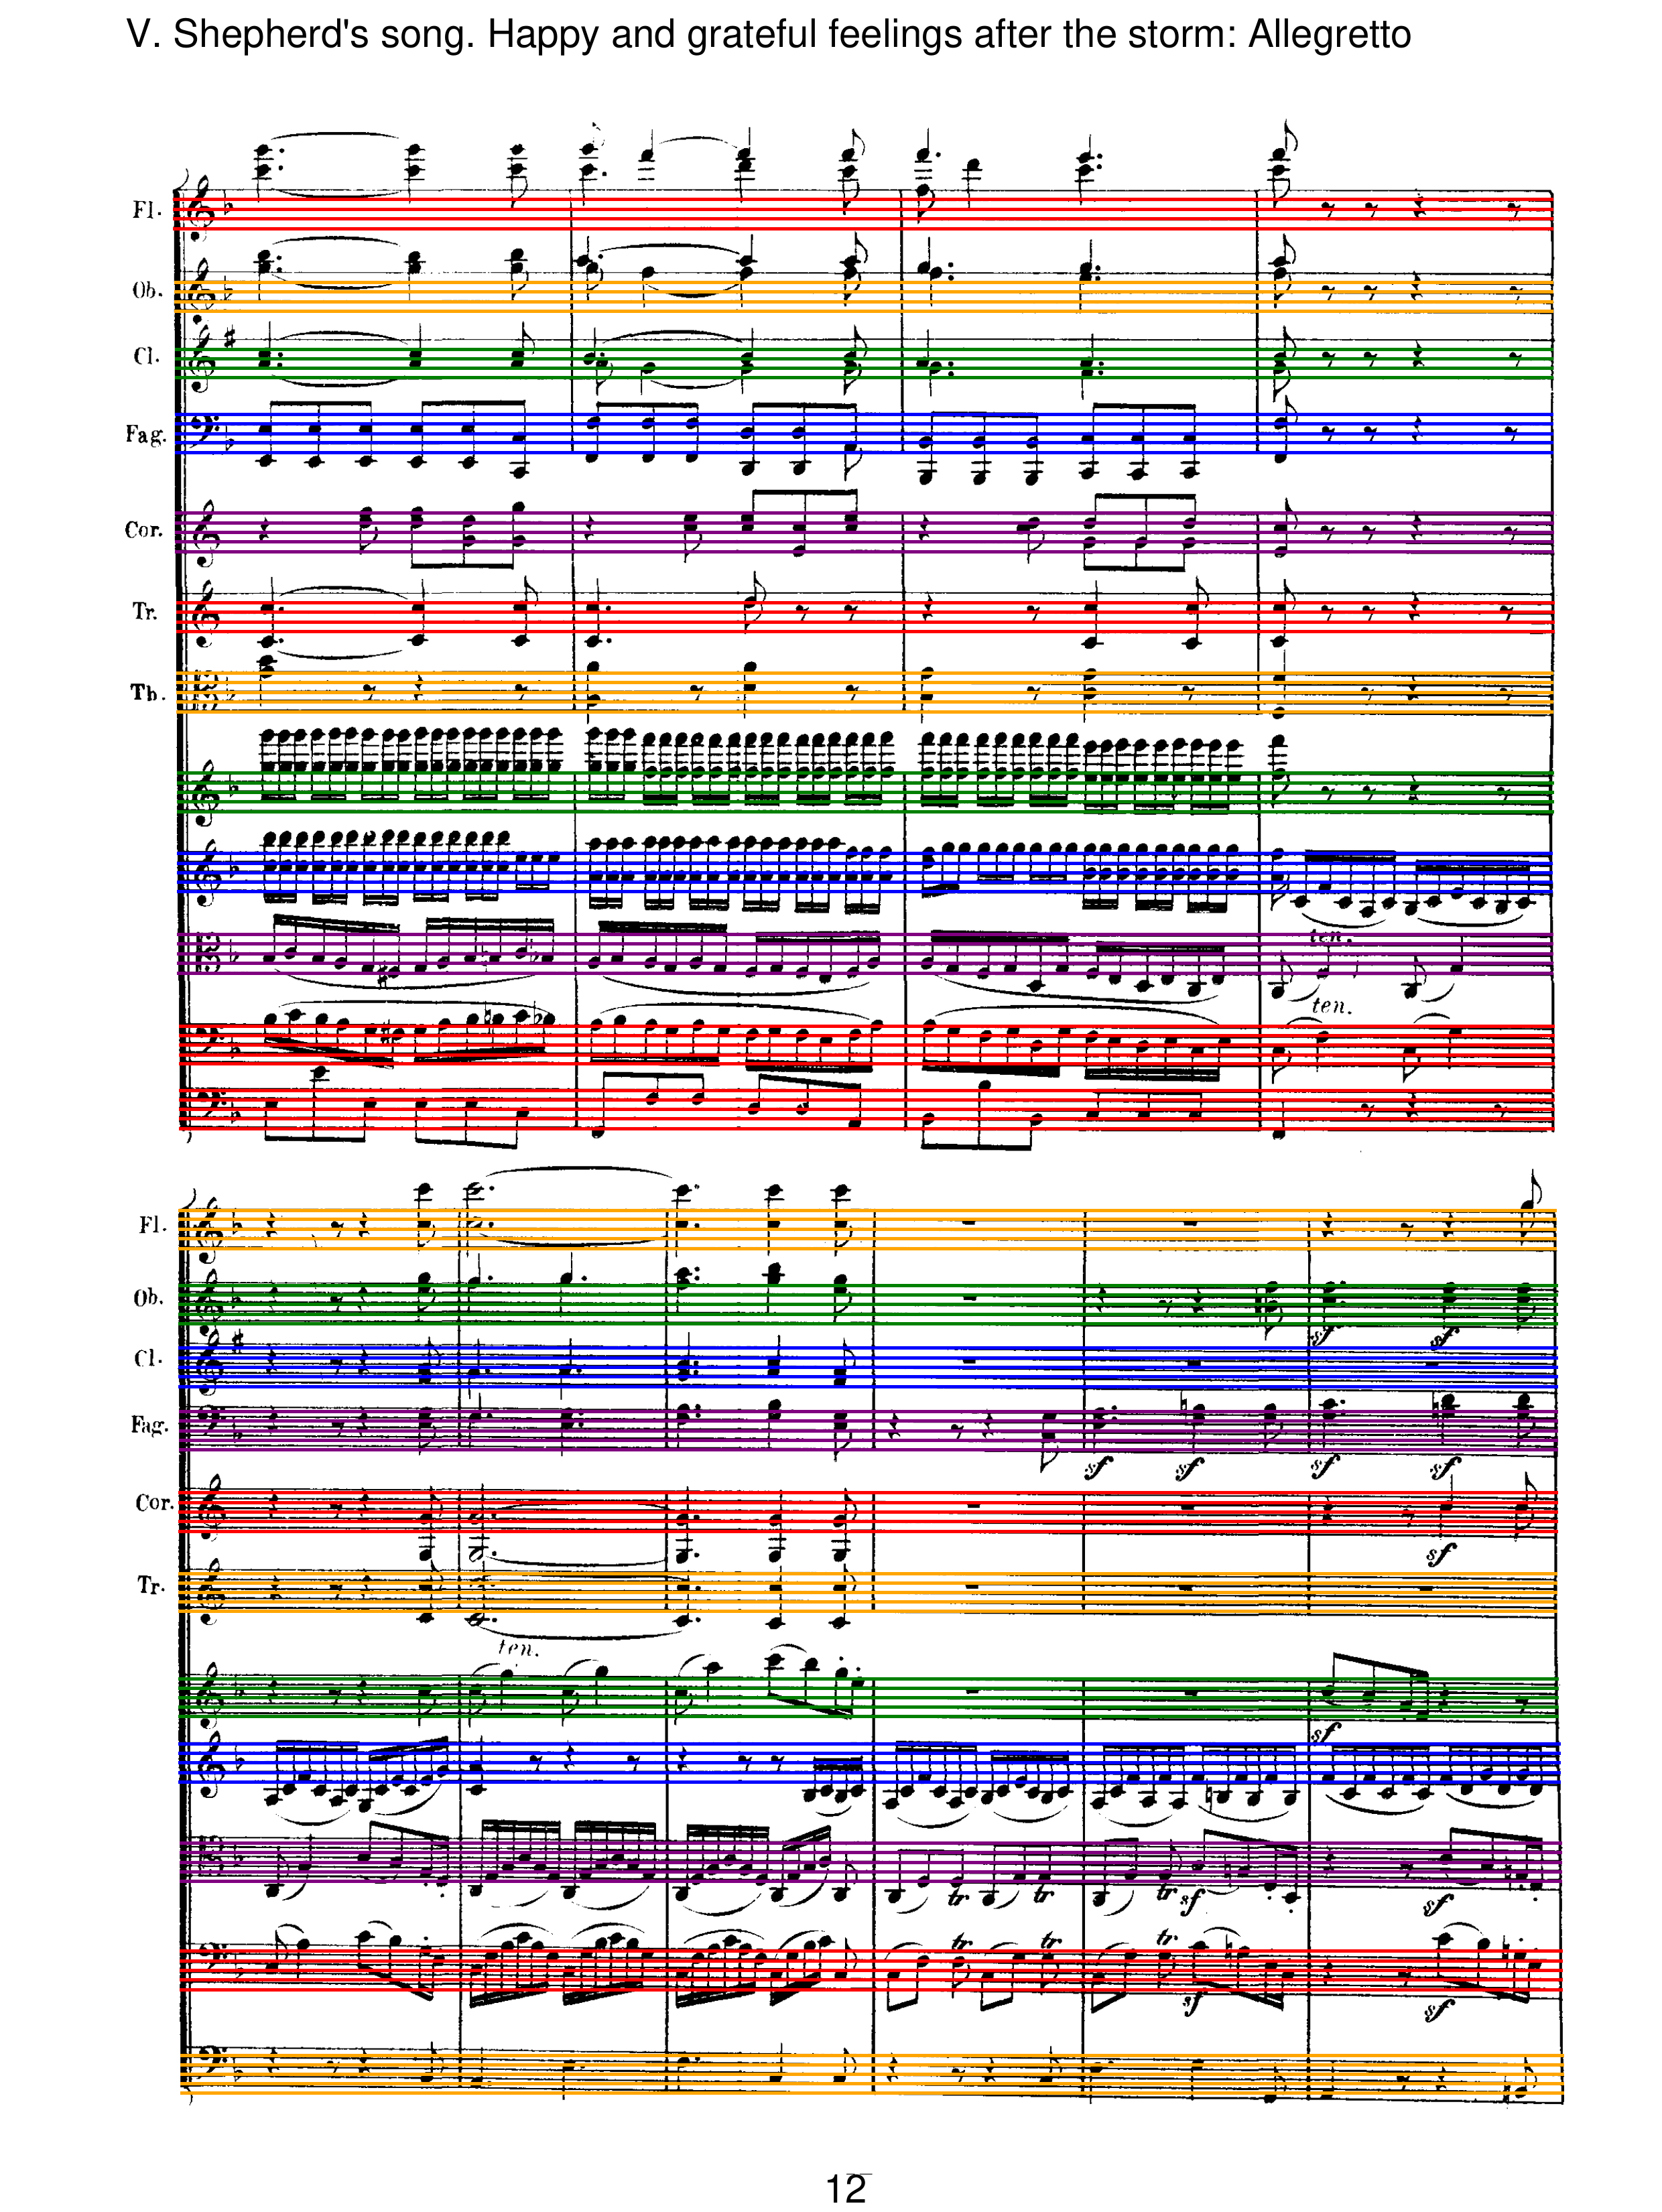 V. Shepherd's song. Happy and grateful feelings after the storm: Allegretto
Fl.
Ob.
Cl.
Fag.
Cor.
Tr.
Tb.
ten.
ten.
Fl.
Ob.
sf sf
Cl.
Fag.
sf sf sf sf
Cor.
sf
Tr.
ten.
sf
tr tr tr sf sf
tr tr tr sf sf
12